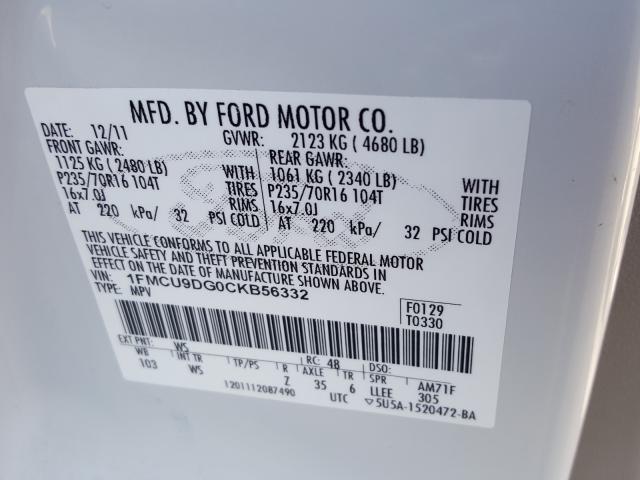 MFD. BY FORD MOTOR CO.
DATE: 12/11 GVWR: 2123 KG ( 4680 LB)
FRONT GAWR: REAR GAWR:
1125 KG ( 2480 LB) WITH 1061 KG ( 2340 LB) WITH
P235/70R16 104T TIRES P235/70R16 104T TIRES
16x7.0J RIMS 16x7.0J RIMS
AT 220 kPa/ 32 PSI COLD AT 220 kPa/ 32 PSI COLD
THIS VEHICLE CONFORMS TO ALL APPLICABLE FEDERAL MOTOR
VEHICLE SAFETY AND THEFT PREVENTION STANDARDS IN
EFFECT ON THE DATE OF MANUFACTURE SHOWN ABOVE.
VIN: 1FMCU9DG0CKB56332 F0129
TYPE: MPV T0330
EXT PNT: WS RC: 48 DSO:
WB INT TR TP/PS R AXLE TR SPR AM71F
103 WS Z 35 6 LLEE 305
1201112087490 UTC ▽5U5A-1520472-BA